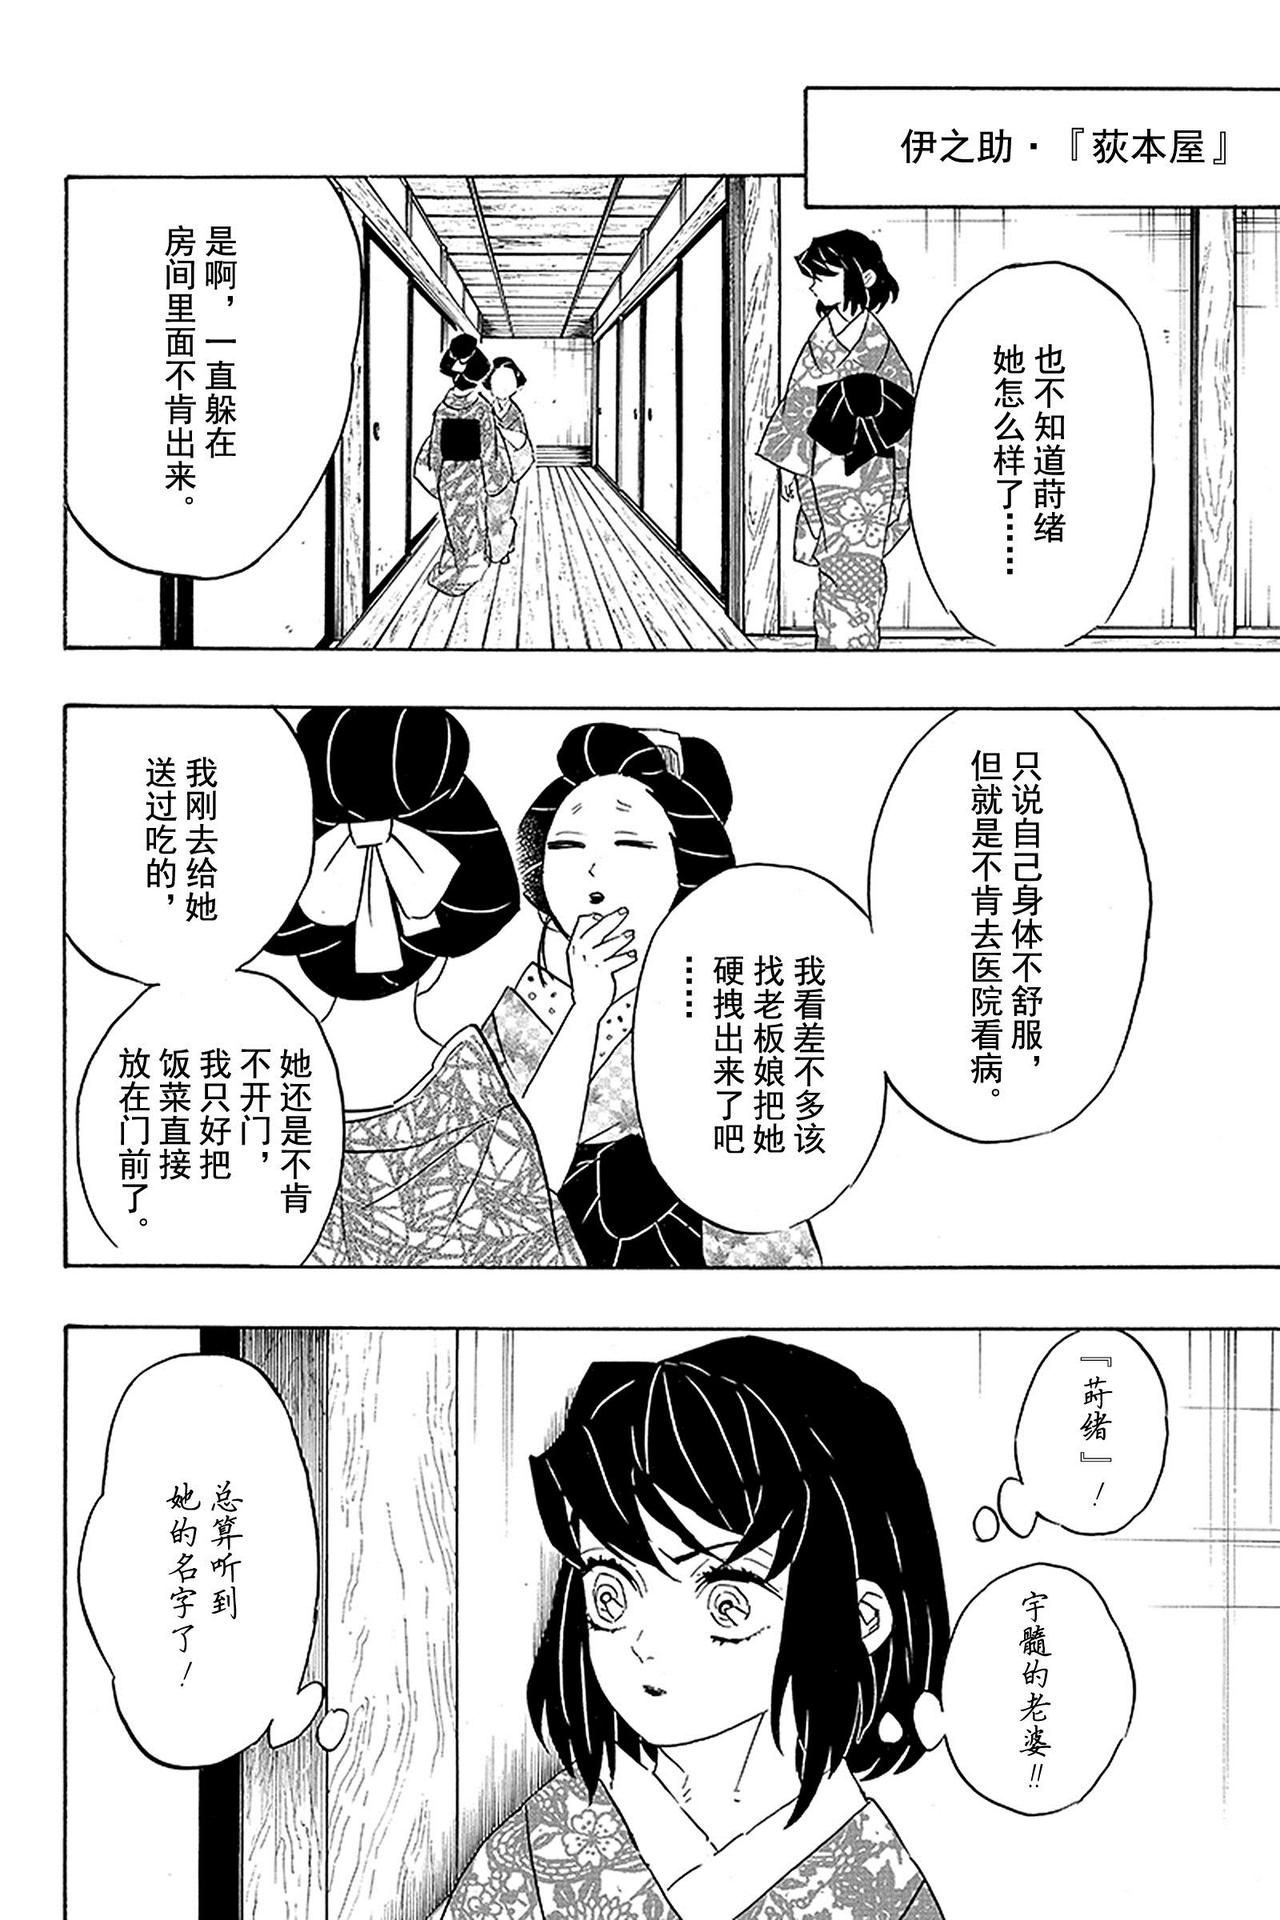 伊之助·『荻本屋』
也不知道莳绪
她怎么样了……
是啊，一直躲在
房间里面不肯出来。
只说自己身体不舒服，
但就是不肯去医院看病。
我看差不多该
找老板娘把她
硬拽出来了吧
……
我刚去给她
送过吃的，
她还是不肯
不开门，
我只好把
饭菜直接
放在门前了。
『莳绪』！
宇髓的老婆!!
总算听到
她的名字了！